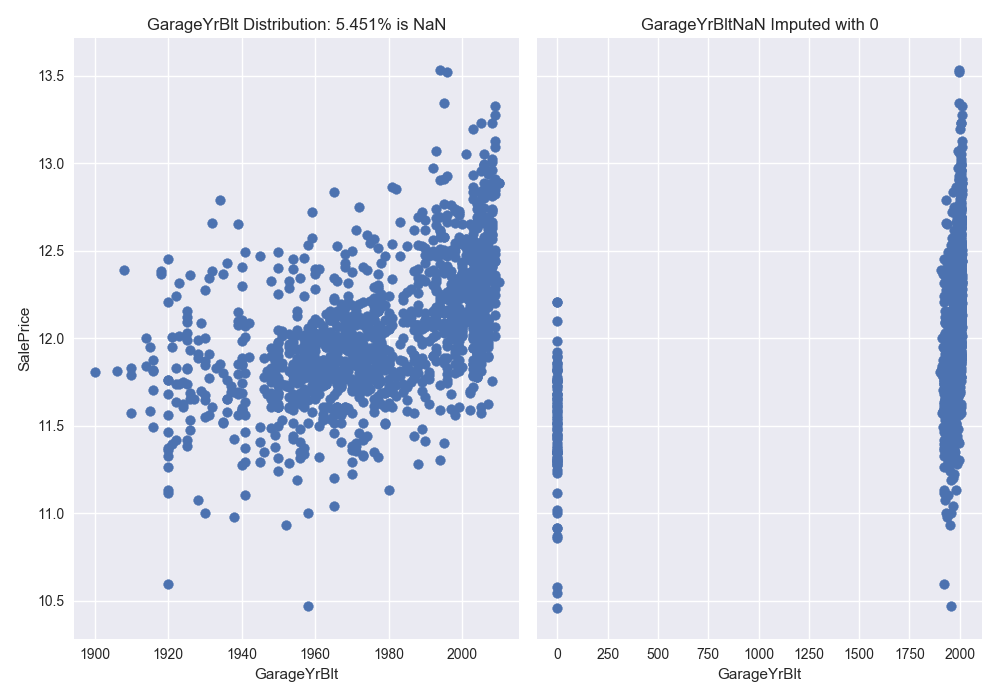 GarageYrBlt Distribution: 5.451% is NaN
GarageYrBltNaN Imputed with 0
SalePrice
13.5
13.0
12.5
12.0
11.5
11.0
10.5
1900 1920 1940 1960 1980 2000
GarageYrBlt
0 250 500 750 1000 1250 1500 1750 2000
GarageYrBlt